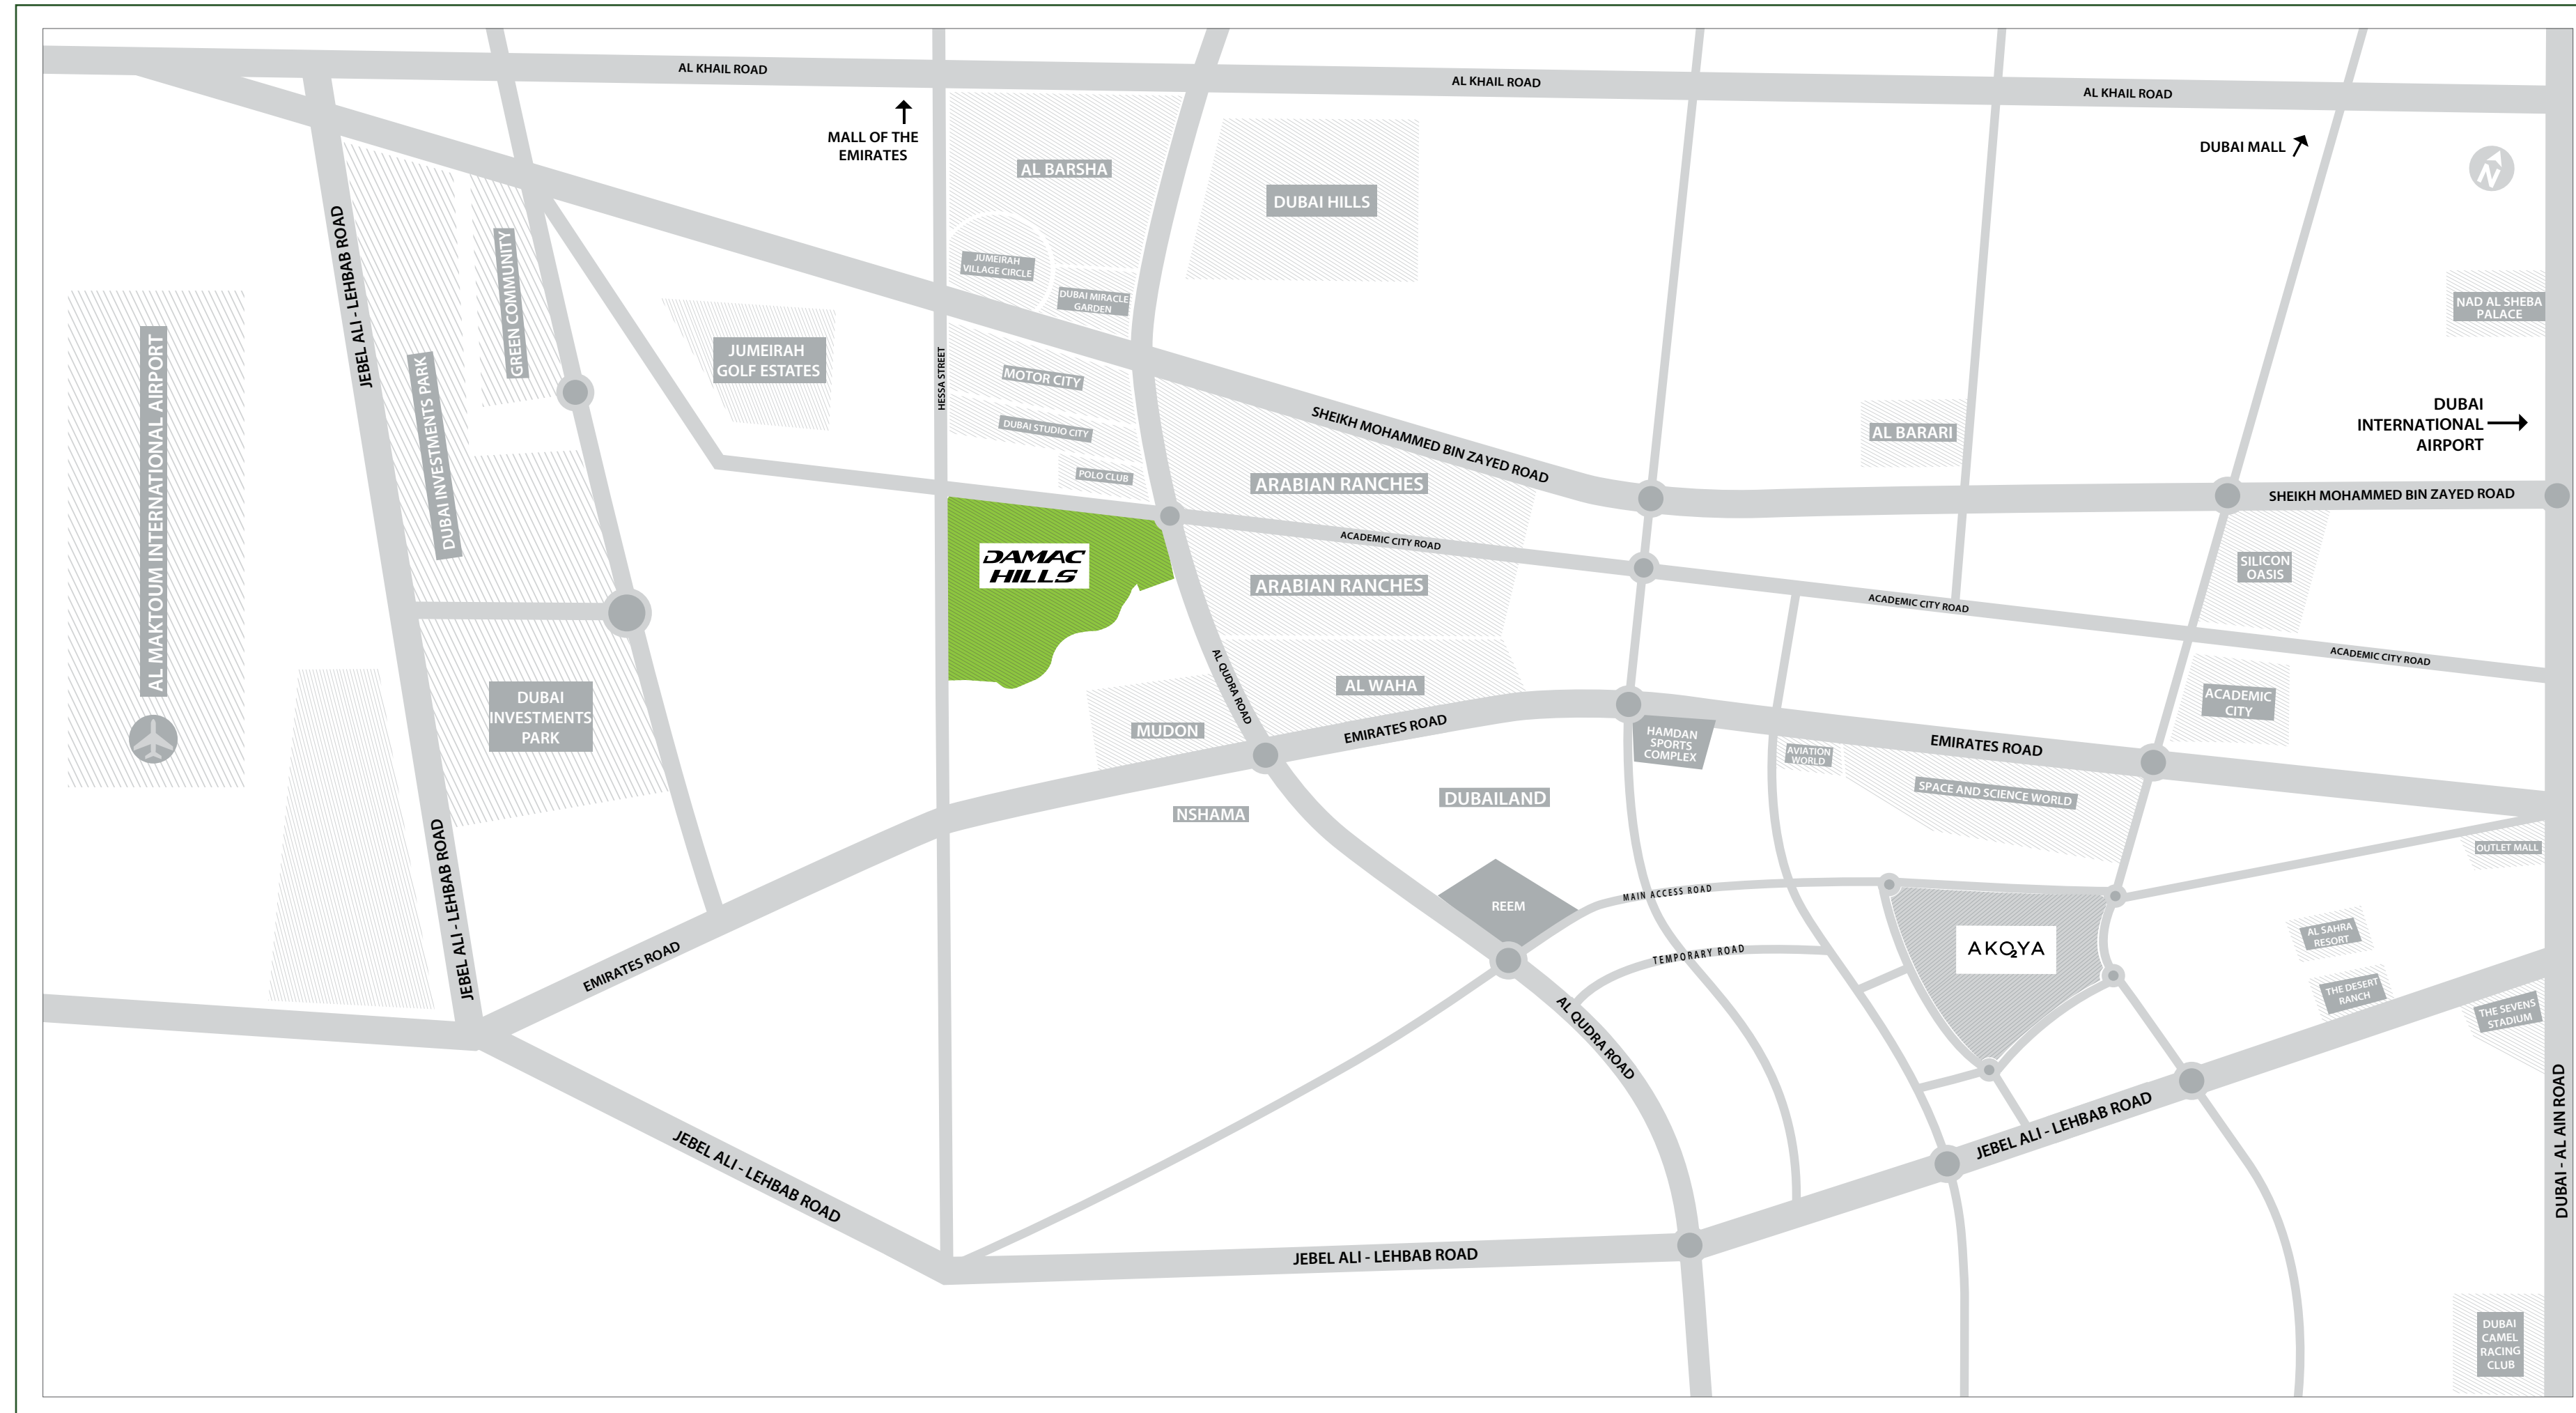 AL KHAIL ROAD
AL KHAIL ROAD
AL KHAIL ROAD
MALL OF THE
EMIRATES
DUBAI MALL
N
AL BARSHA
DUBAI HILLS
JEBEL ALI - LEHBAB ROAD
GREEN COMMUNITY
JUMEIRAH
VILLAGE CIRCLE
DUBAI MIRACLE
GARDEN
NAD AL SHEBA
PALACE
AL MAKTOUM INTERNATIONAL AIRPORT
DUBAI INVESTMENTS PARK
JUMEIRAH
GOLF ESTATES
HESSA STREET
MOTOR CITY
DUBAI STUDIO CITY
POLO CLUB
SHEIKH MOHAMMED BIN ZAYED ROAD
AL BARARI
DUBAI
INTERNATIONAL
AIRPORT
ARABIAN RANCHES
SHEIKH MOHAMMED BIN ZAYED ROAD
ACADEMIC CITY ROAD
DAMAC
HILLS
ARABIAN RANCHES
SILICON
OASIS
ACADEMIC CITY ROAD
ACADEMIC CITY ROAD
AL QUDRA ROAD
AL WAHA
DUBAI
INVESTMENTS
PARK
MUDON
EMIRATES ROAD
HAMDAN
SPORTS
COMPLEX
AVIATION
WORLD
EMIRATES ROAD
ACADEMIC
CITY
SPACE AND SCIENCE WORLD
NSHAMA
DUBAILAND
OUTLET MALL
JEBEL ALI - LEHBAB ROAD
REEM
MAIN ACCESS ROAD
TEMPORARY ROAD
AKO2YA
AL SAHRA
RESORT
THE DESERT
RANCH
THE SEVENS
STADIUM
EMIRATES ROAD
AL QUDRA ROAD
JEBEL ALI - LEHBAB ROAD
JEBEL ALI - LEHBAB ROAD
JEBEL ALI - LEHBAB ROAD
DUBAI - AL AIN ROAD
DUBAI
CAMEL
RACING
CLUB